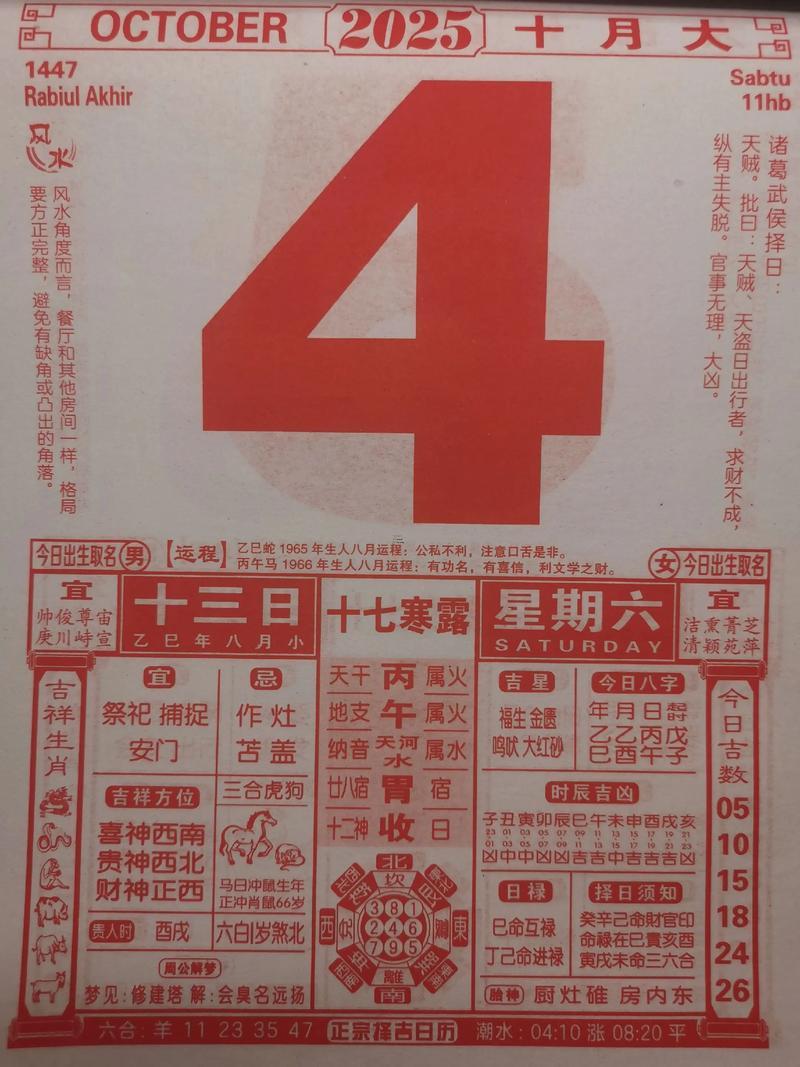 OCTOBER 2025 十月大
1447
Rabiul Akhir
Sabtu
11hb
4
风水
风水角度而言，餐厅和其他房间一样，格局
要方正完整，避免有缺角或凸出的角落。
诸葛武侯择日：
天贼。批曰：天贼、天盗日出行者，求财不成，
纵有主失脱。官事无理，大凶。
今日出生取名 男
【运程】
乙巳蛇 1965 年生人八月运程：公私不利，注意口舌是非。
丙午马 1966 年生人八月运程：有功名，有喜信，利文学之财。
女 今日出生取名
宜
帅俊尊宙
庚川峙宣
十三日
乙巳年八月小
十七寒露
星期六
SATURDAY
宜
洁熏菁芝
清颖苑萍
吉祥生肖
宜
祭祀 捕捉
安门
忌
作灶
苫盖
吉祥方位
喜神西南
贵神西北
财神正西
三合虎狗
马日冲鼠生年
正冲肖鼠66岁
贵人时 酉戌
六白1岁煞北
周公解梦
梦见：修建塔 解：会臭名远扬
天干 丙 属火
地支 午 属火
纳音 天河水 属水
廿八宿 胃 宿
十二神 收 日
北
坎
西
東
離
南
3 8 1
2 4 6
7 9 5
吉星
福生 金匮
鸣吠 大红砂
今日八字
年月日起时
乙乙丙戊
巳酉午子
时辰吉凶
子丑寅卯辰巳午未申酉戌亥
23 01 03 05 07 09 11 13 15 17 19 21
凶中中凶凶吉吉中吉吉吉凶
日禄
巳命互禄
丁己命进禄
择日须知
癸辛己命财官印
命禄在巳貴亥酉
寅戌未命三六合
胎神 厨灶碓 房内东
今日吉数
05
10
15
18
24
26
六合：羊 11 23 35 47
正宗择吉日历
潮水：04:10 涨 08:20 平